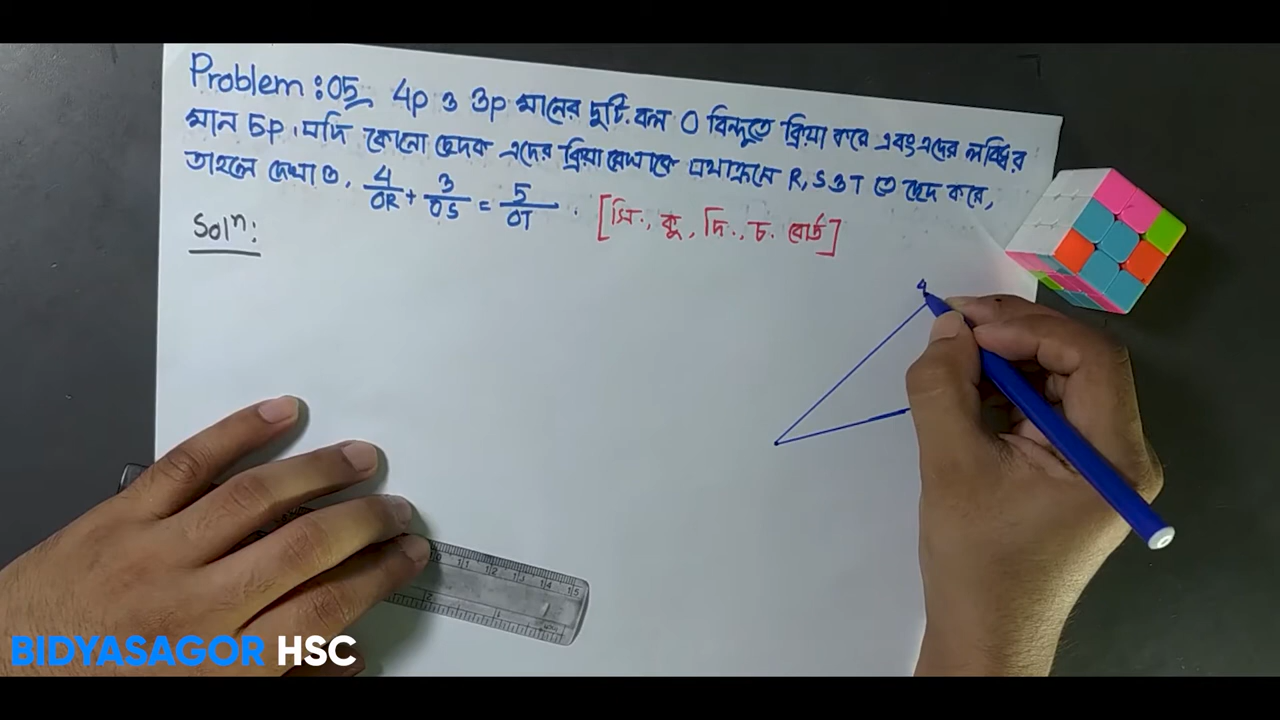 Problem : 05 4p ও 3p মানের দুটি বল O বিন্দুতে ক্রিয়া করে এবং এদের লব্ধির
মান 5p। যদি কোনো ছেদক এদের ক্রিয়া রেখাকে যথাক্রমে R, S ও T তে ছেদ করে,
তাহলে দেখাও, 4/OR + 3/OS = 5/OT . [সি., কু, দি., চ. বোর্ড]
Solⁿ:
4
BIDYASAGOR HSC